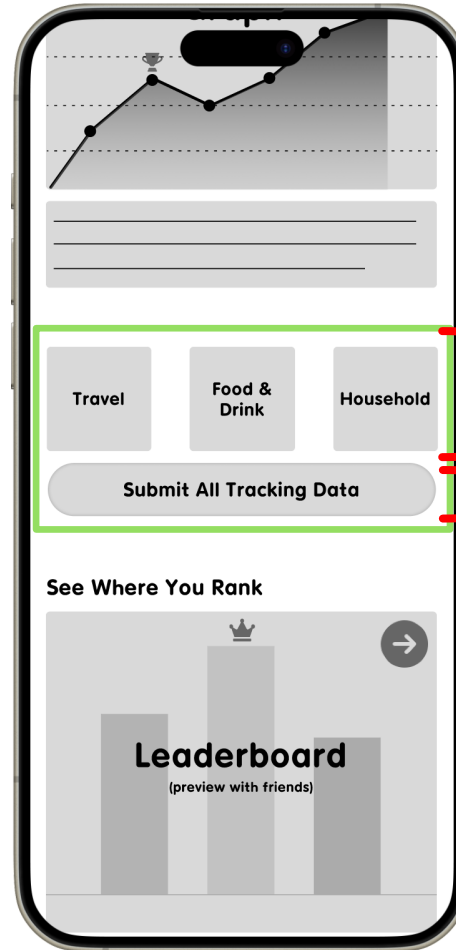 Travel
Food &
Drink
Household
Submit All Tracking Data
See Where You Rank
Leaderboard
(preview with friends)